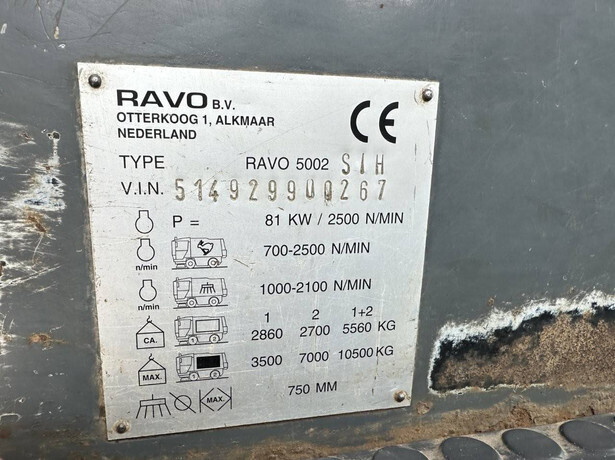 RAVO B.V.
OTTERKOOG 1, ALKMAAR
NEDERLAND
CE
TYPE RAVO 5002 STH
V.I.N. 514929900267
P = 81 KW / 2500 N/MIN
n/min 700-2500 N/MIN
n/min 1000-2100 N/MIN
1 2 1+2
CA. 2860 2700 5560 KG
MAX. 3500 7000 10500 KG
MAX. 750 MM